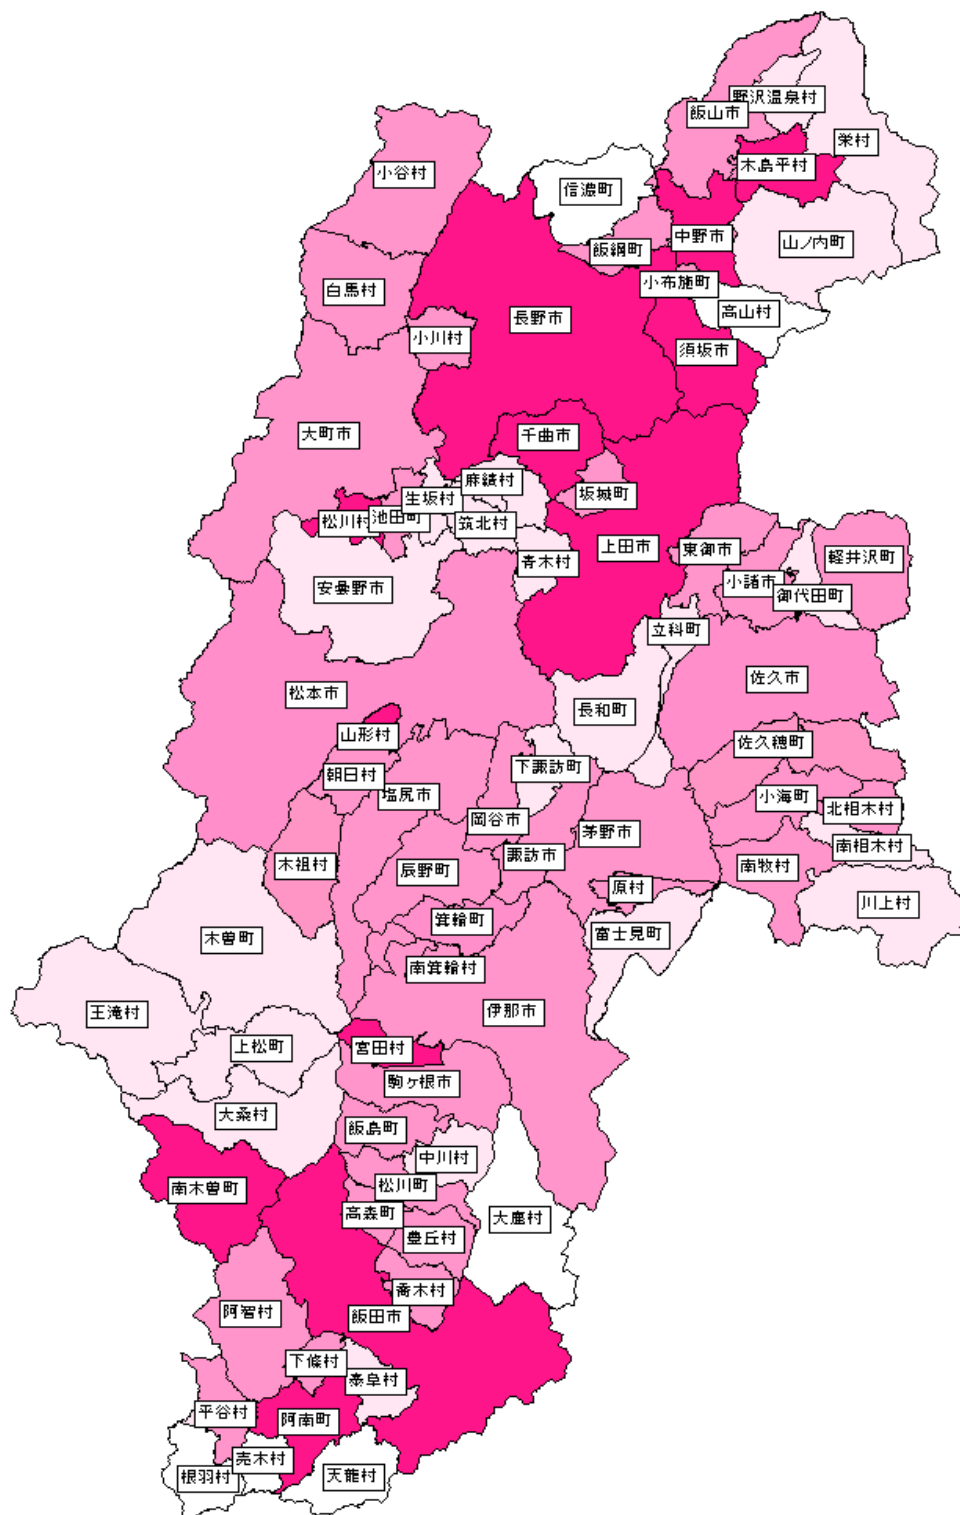 野沢温泉村
飯山市
栄村
木島平村
小谷村
信濃町
中野市
山ノ内町
飯綱町
小布施町
白馬村
高山村
長野市
小川村
須坂市
大町市
千曲市
麻績村
坂城町
生坂村
池田町
松川村
筑北村
上田市
東御市
軽井沢町
青木村
小諸市
安曇野市
御代田町
立科町
佐久市
松本市
長和町
山形村
佐久穂町
下諏訪町
朝日村
塩尻市
小海町
北相木村
岡谷市
茅野市
南相木村
諏訪市
木祖村
辰野町
南牧村
原村
川上村
箕輪町
富士見町
木曽町
南箕輪村
王滝村
伊那市
上松町
宮田村
駒ヶ根市
大桑村
飯島町
中川村
南木曽町
松川町
高森町
大鹿村
豊丘村
喬木村
阿智村
飯田市
下條村
泰阜村
平谷村
阿南町
売木村
根羽村
天龍村